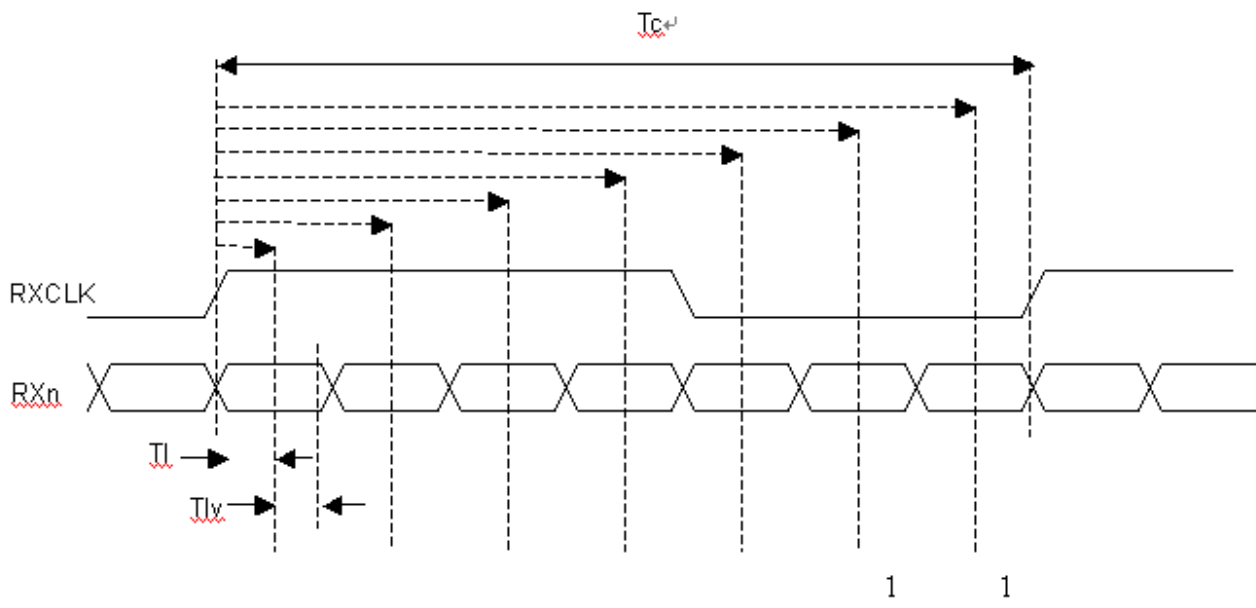 Tc↵
RXCLK
RXn
Tl
Tlv
1 1